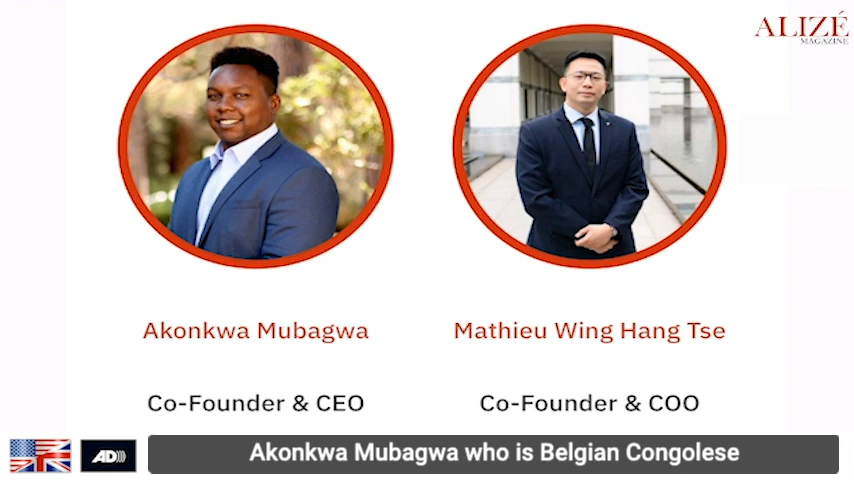 ALIZÉ
MAGAZINE
Akonkwa Mubagwa
Mathieu Wing Hang Tse
Co-Founder & CEO
Co-Founder & COO
AD
Akonkwa Mubagwa who is Belgian Congolese